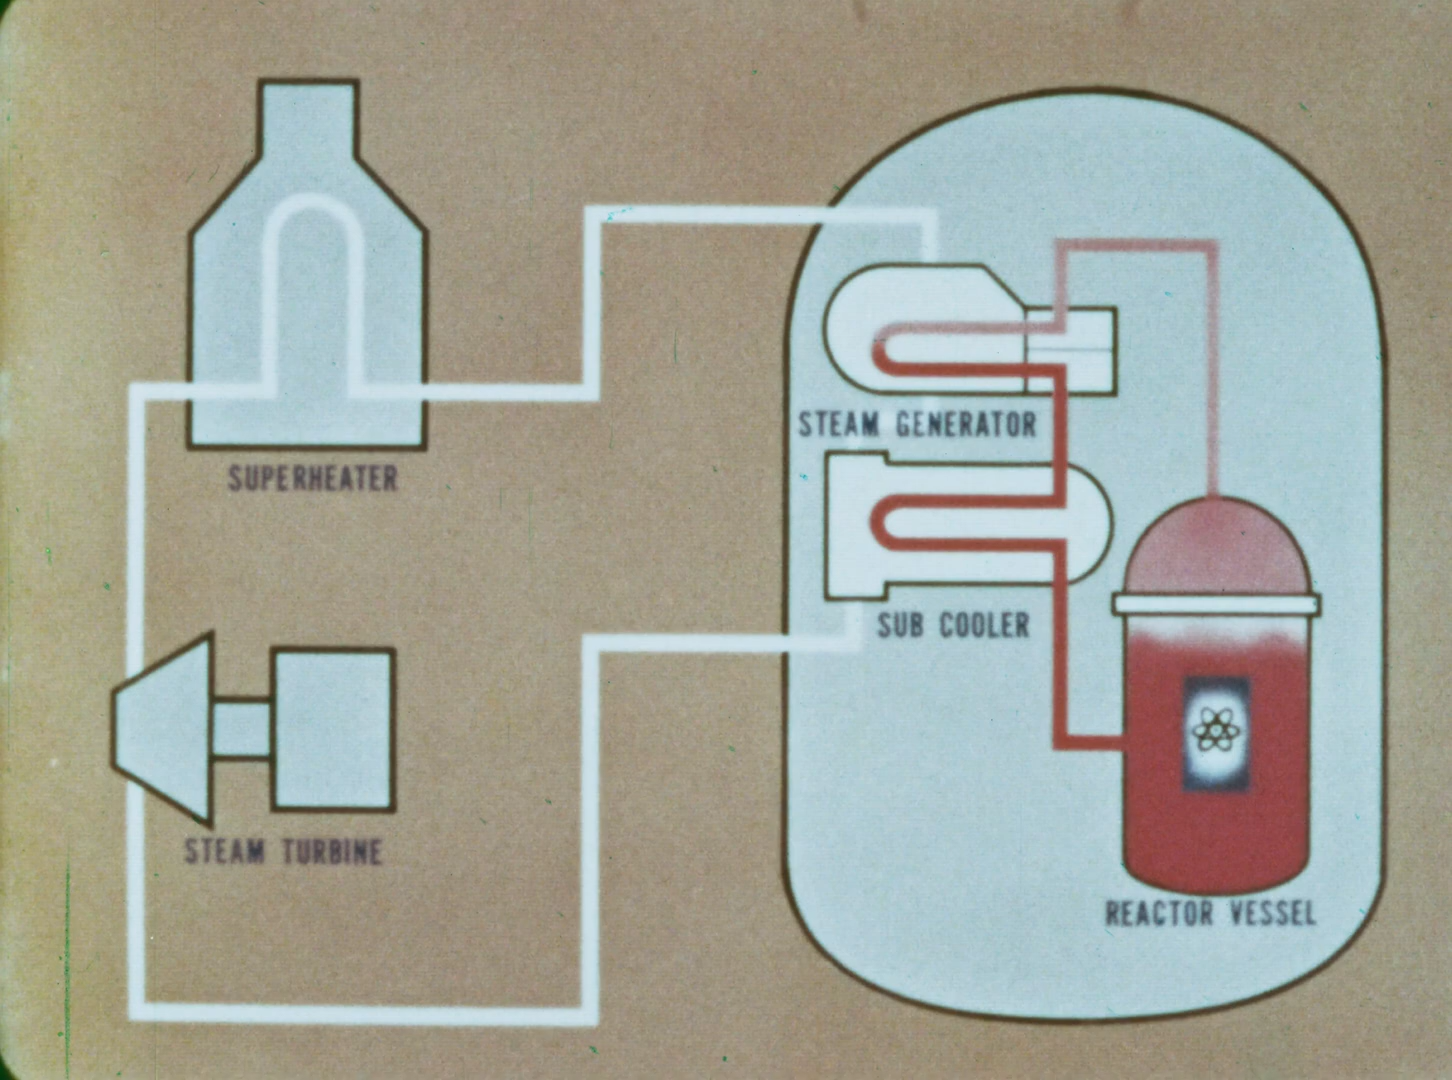 STEAM GENERATOR
SUPERHEATER
SUB COOLER
STEAM TURBINE
REACTOR VESSEL